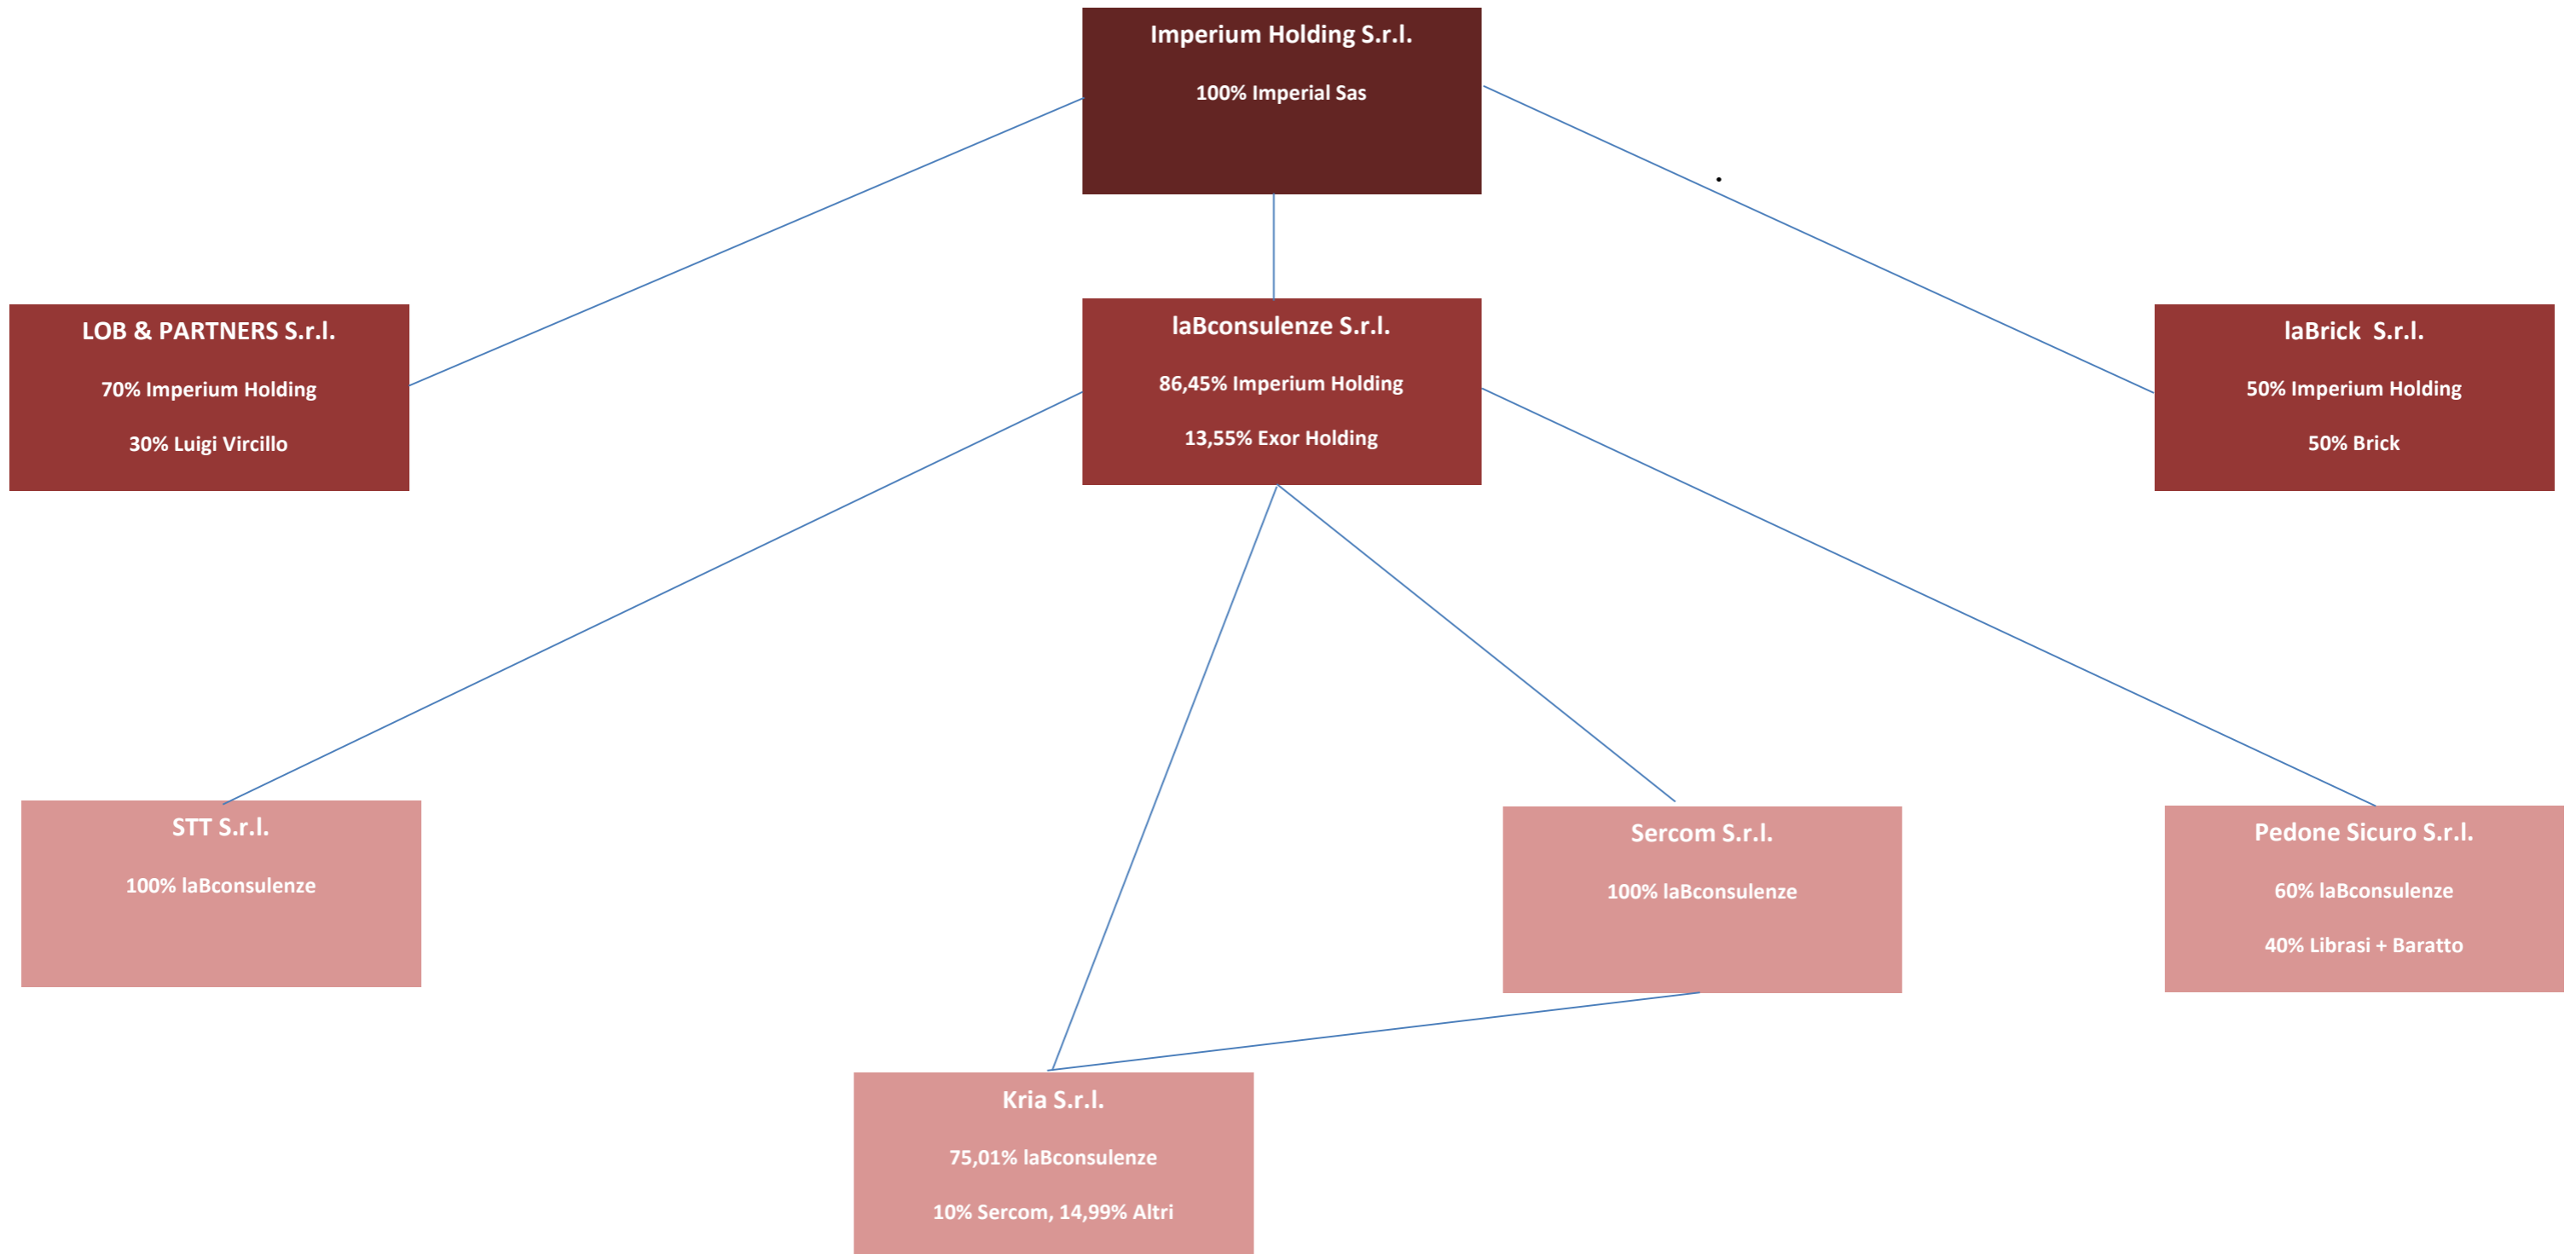 Imperium Holding S.r.l.
100% Imperial Sas
.
LOB & PARTNERS S.r.l.
70% Imperium Holding
30% Luigi Vircillo
laBconsulenze S.r.l.
86,45% Imperium Holding
13,55% Exor Holding
laBrick S.r.l.
50% Imperium Holding
50% Brick
STT S.r.l.
100% laBconsulenze
Sercom S.r.l.
100% laBconsulenze
Pedone Sicuro S.r.l.
60% laBconsulenze
40% Librasi + Baratto
Kria S.r.l.
75,01% laBconsulenze
10% Sercom, 14,99% Altri